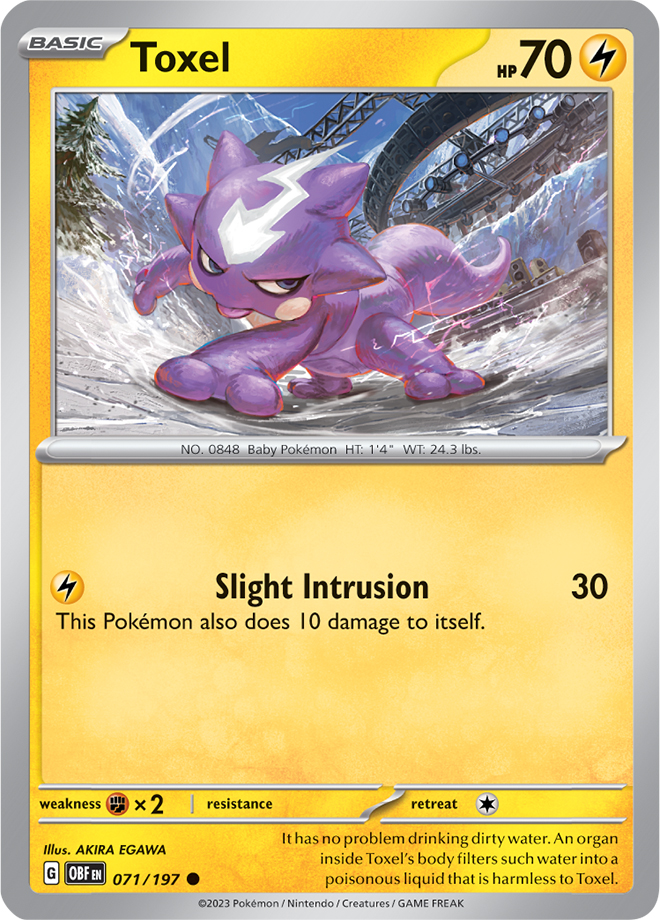 BASIC Toxel HP 70
NO. 0848 Baby Pokémon HT: 1'4" WT: 24.3 lbs.
Slight Intrusion 30
This Pokémon also does 10 damage to itself.
weakness ×2 resistance retreat
Illus. AKIRA EGAWA
G OBF EN 071/197
It has no problem drinking dirty water. An organ
inside Toxel's body filters such water into a
poisonous liquid that is harmless to Toxel.
©2023 Pokémon / Nintendo / Creatures / GAME FREAK